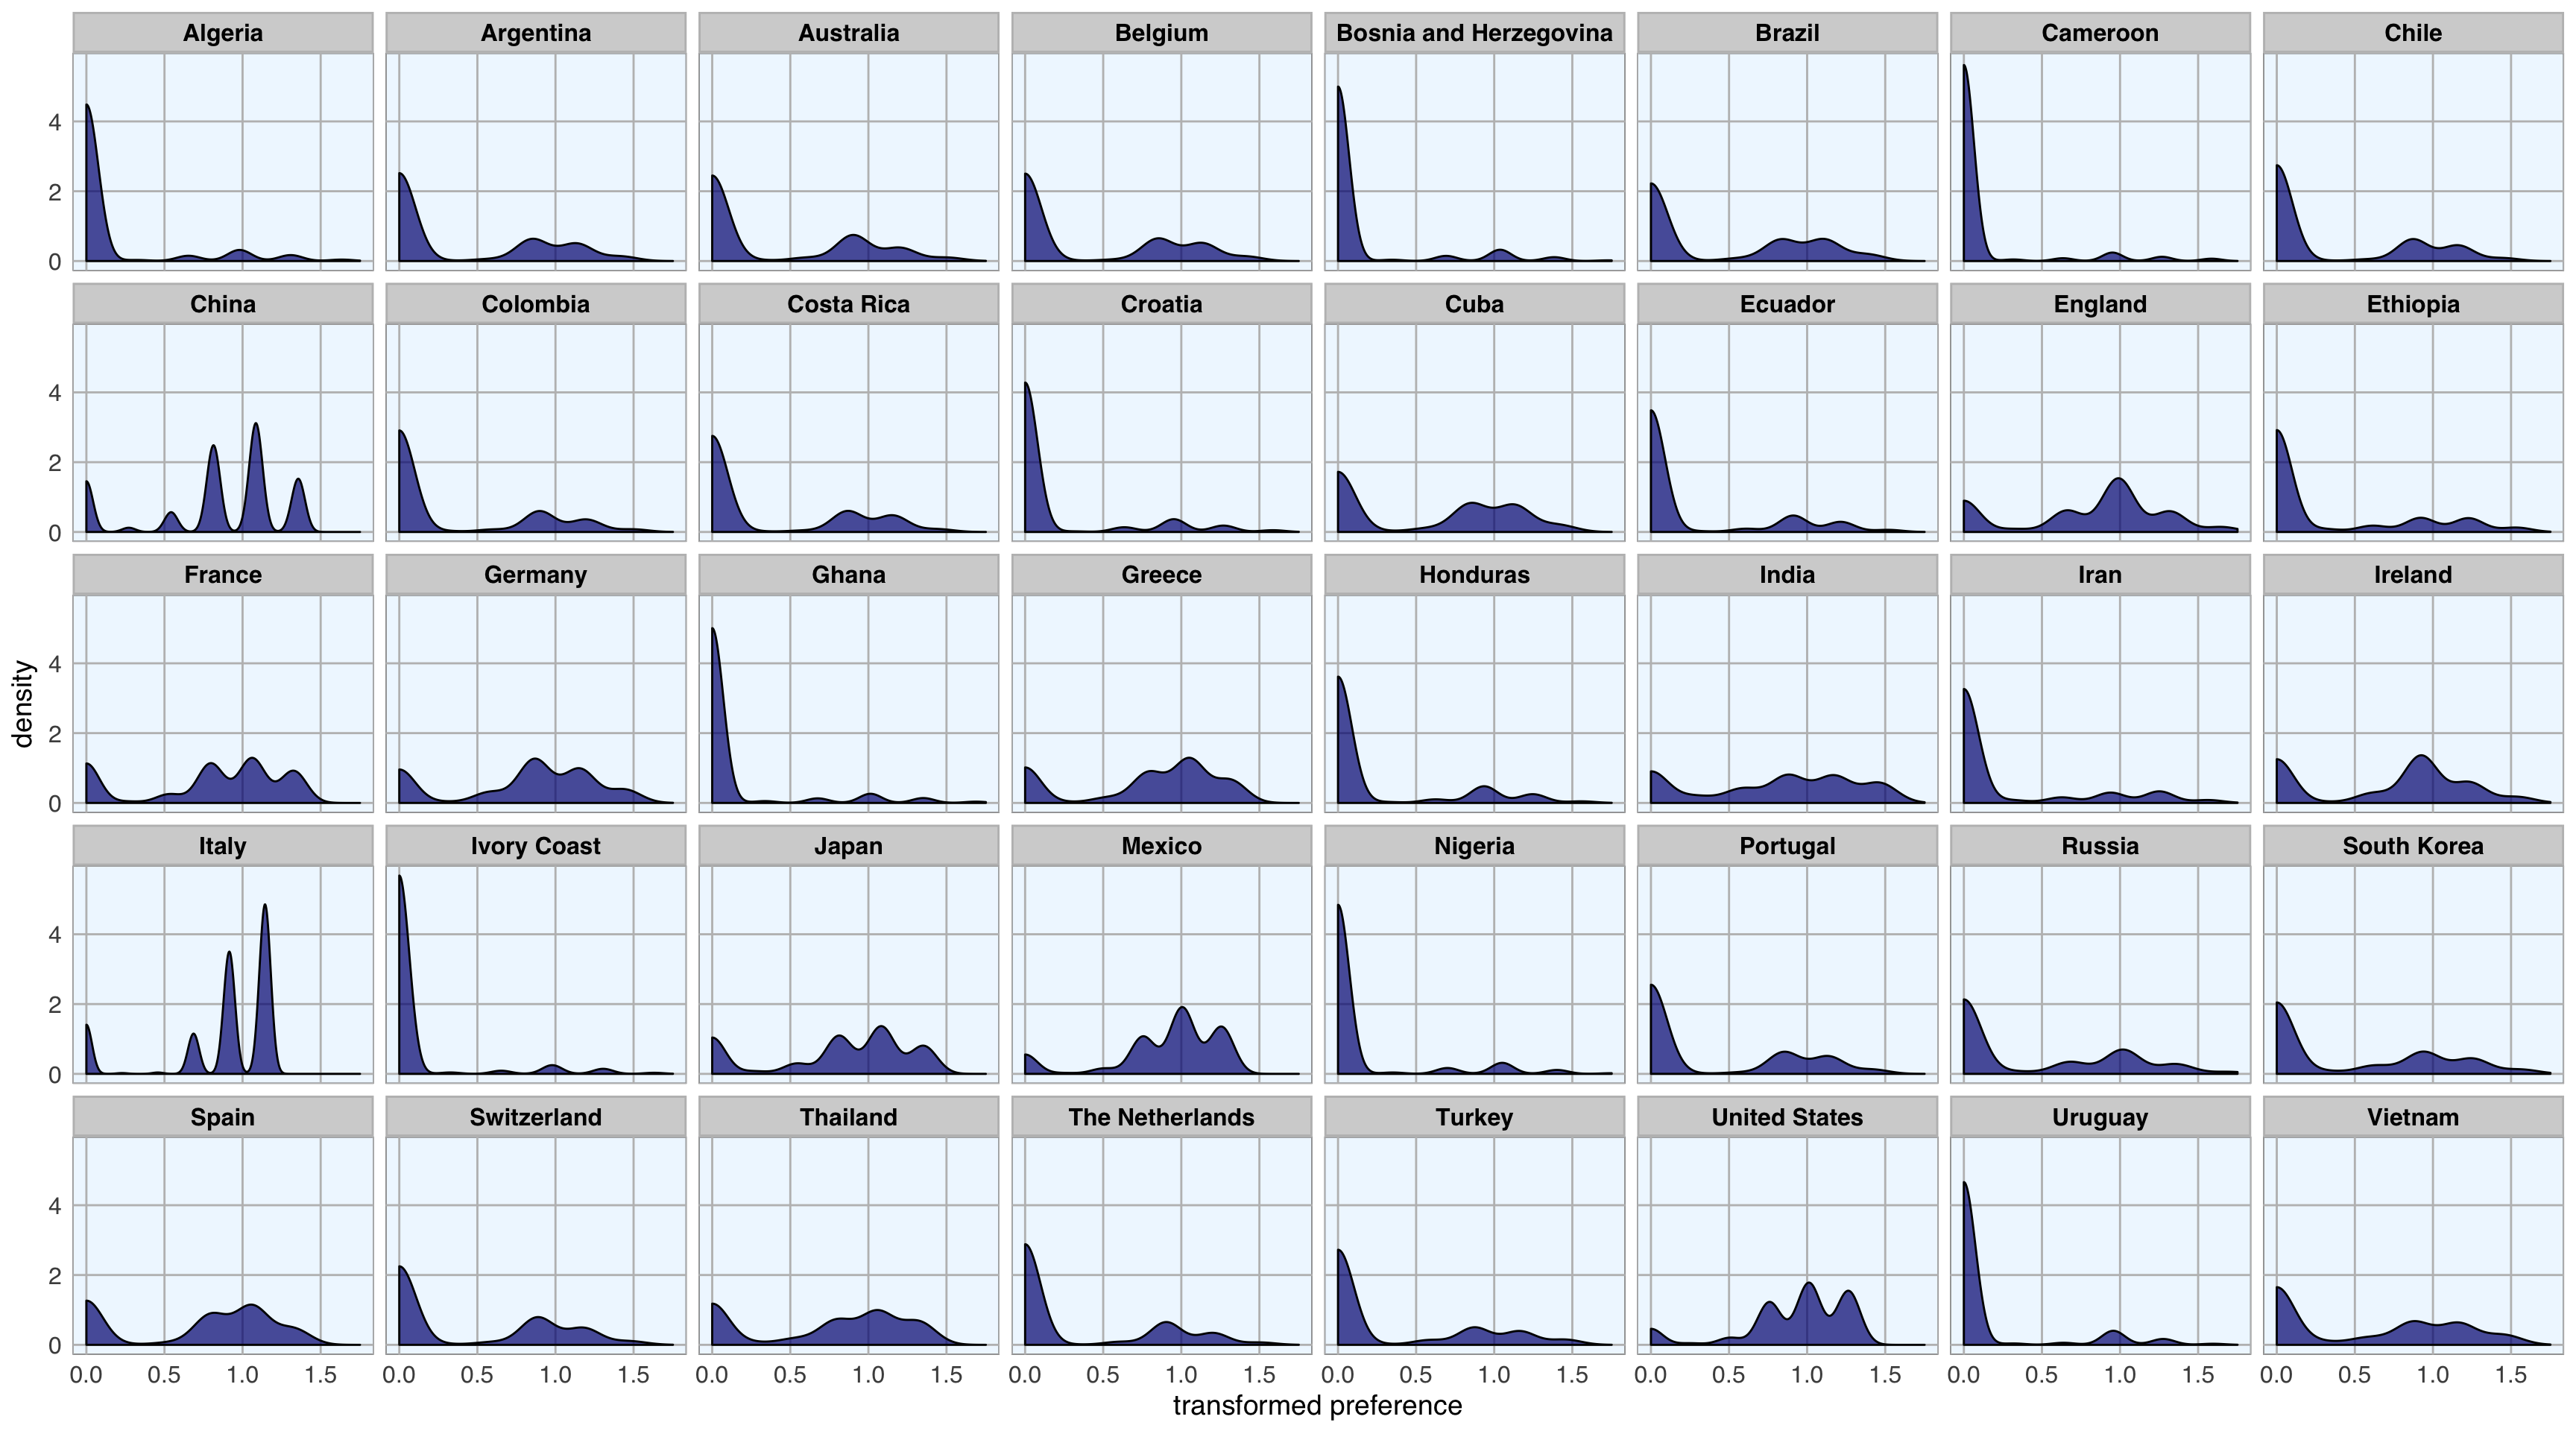 Algeria Argentina Australia Belgium Bosnia and Herzegovina Brazil Cameroon Chile
4
2
0
China Colombia Costa Rica Croatia Cuba Ecuador England Ethiopia
4
2
0
France Germany Ghana Greece Honduras India Iran Ireland
density
4
2
0
Italy Ivory Coast Japan Mexico Nigeria Portugal Russia South Korea
4
2
0
Spain Switzerland Thailand The Netherlands Turkey United States Uruguay Vietnam
4
2
0
0.0 0.5 1.0 1.5 0.0 0.5 1.0 1.5 0.0 0.5 1.0 1.5 0.0 0.5 1.0 1.5 0.0 0.5 1.0 1.5 0.0 0.5 1.0 1.5 0.0 0.5 1.0 1.5 0.0 0.5 1.0 1.5
transformed preference